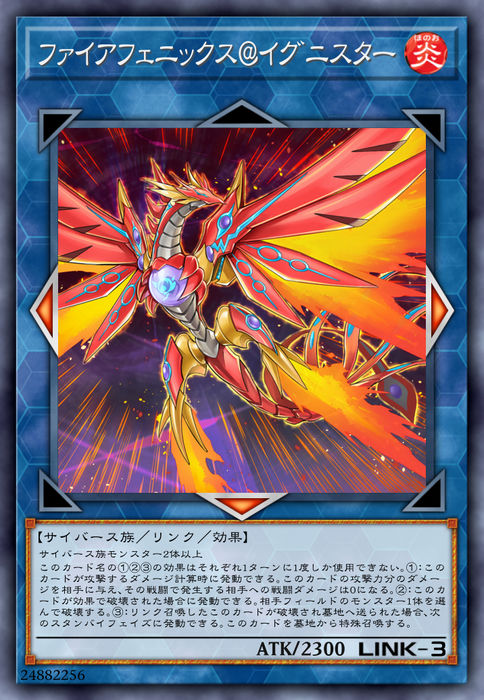 ファイアフェニックス@イグニスター
ほのお
炎
【サイバース族/リンク/効果】
サイバース族モンスター2体以上
このカード名の①②③の効果はそれぞれ1ターンに1度しか使用できない。①:この
カードが攻撃するダメージ計算時に発動できる。このカードの攻撃力分のダメー
ジを相手に与え、その戦闘で発生する相手への戦闘ダメージは0になる。②:この
カードが効果で破壊された場合に発動できる。相手フィールドのモンスター1体を選
んで破壊する。③:リンク召喚したこのカードが破壊され墓地へ送られた場合、次
のスタンバイフェイズに発動できる。このカードを墓地から特殊召喚する。
ATK/2300 LINK-3
24882256